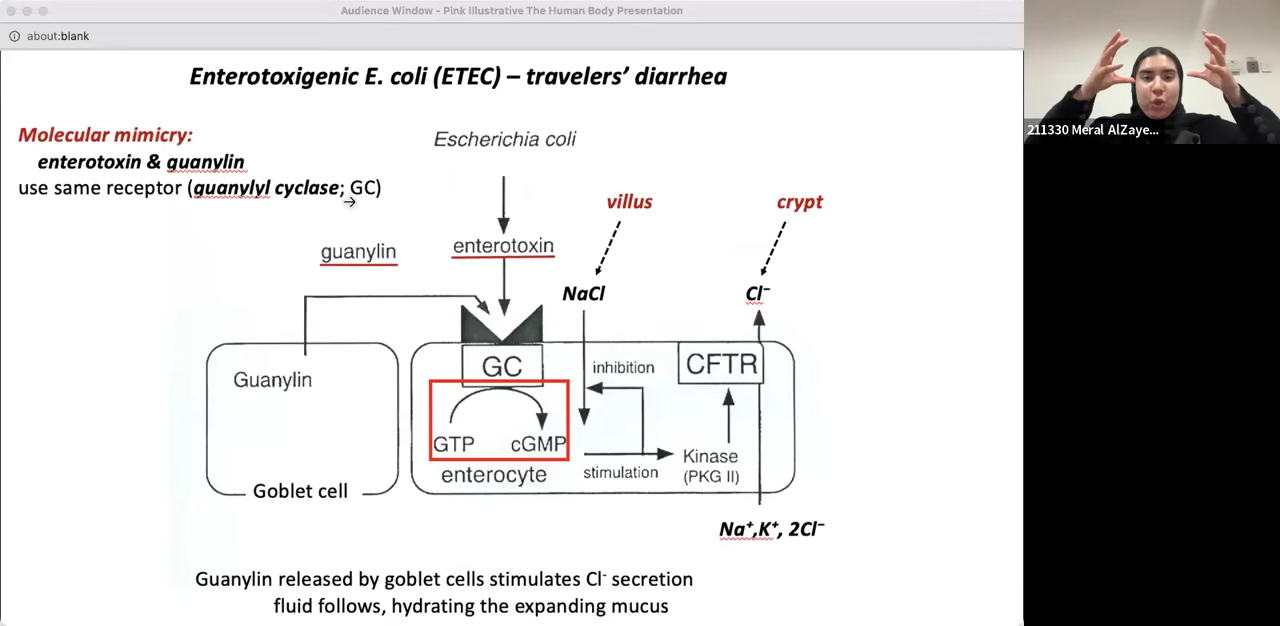 Audience Window - Pink Illustrative The Human Body Presentation
about:blank
Enterotoxigenic E. coli (ETEC) – travelers’ diarrhea
Molecular mimicry:
enterotoxin & guanylin
use same receptor (guanylyl cyclase; GC)
Escherichia coli
villus
crypt
guanylin
enterotoxin
NaCl
Cl⁻
GC
inhibition
CFTR
Guanylin
GTP cGMP
enterocyte
stimulation
Kinase
(PKG II)
Goblet cell
Na⁺,K⁺, 2Cl⁻
Guanylin released by goblet cells stimulates Cl⁻ secretion
fluid follows, hydrating the expanding mucus
211330 Meral AlZaye...